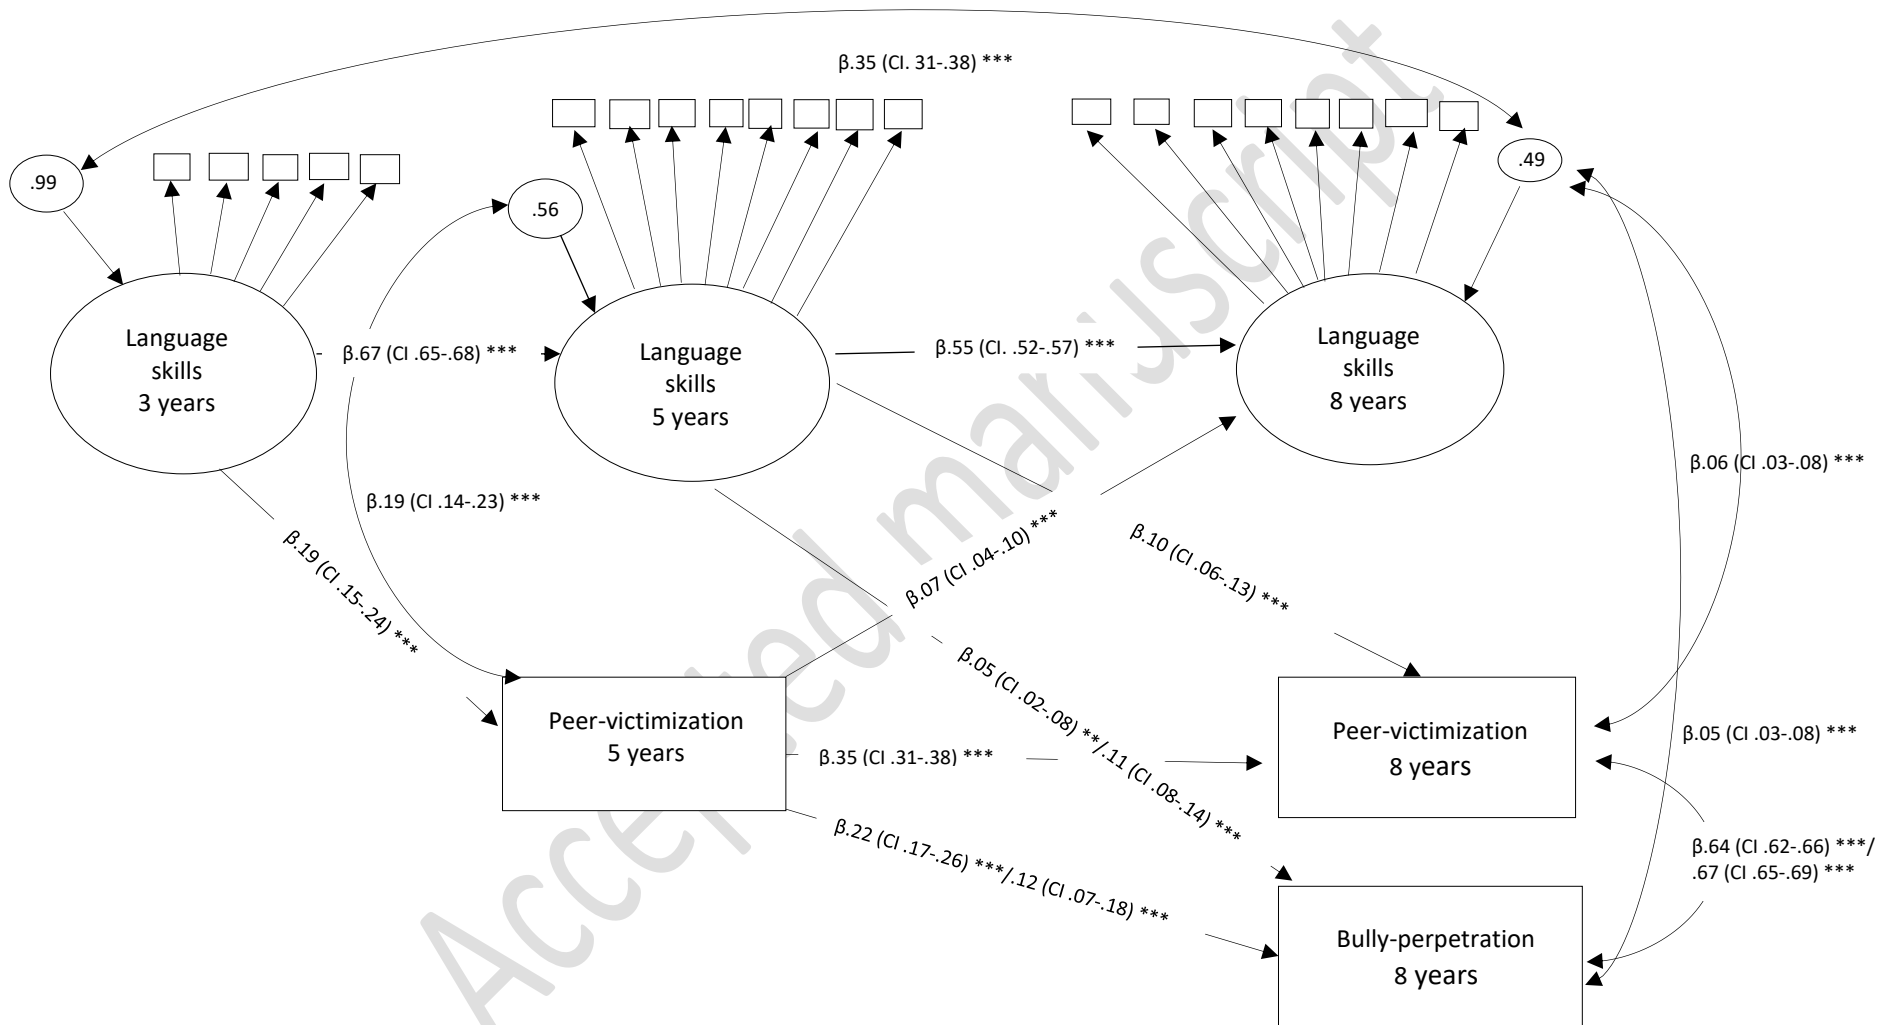 β.35 (CI. 31-.38) ***
.99
.56
.49
Language
skills
3 years
β.67 (CI .65-.68) ***
Language
skills
5 years
β.55 (CI. .52-.57) ***
Language
skills
8 years
β.19 (CI .14-.23) ***
β.06 (CI .03-.08) ***
β.19 (CI .15-.24) ***
β.07 (CI .04-.10) ***
β.10 (CI .06-.13) ***
β.05 (CI .02-.08) **/.11 (CI .08-.14) ***
Peer-victimization
5 years
β.35 (CI .31-.38) ***
Peer-victimization
8 years
β.05 (CI .03-.08) ***
β.22 (CI .17-.26) ***/.12 (CI .07-.18) ***
β.64 (CI .62-.66) ***/
.67 (CI .65-.69) ***
Bully-perpetration
8 years
Accepted manuscript